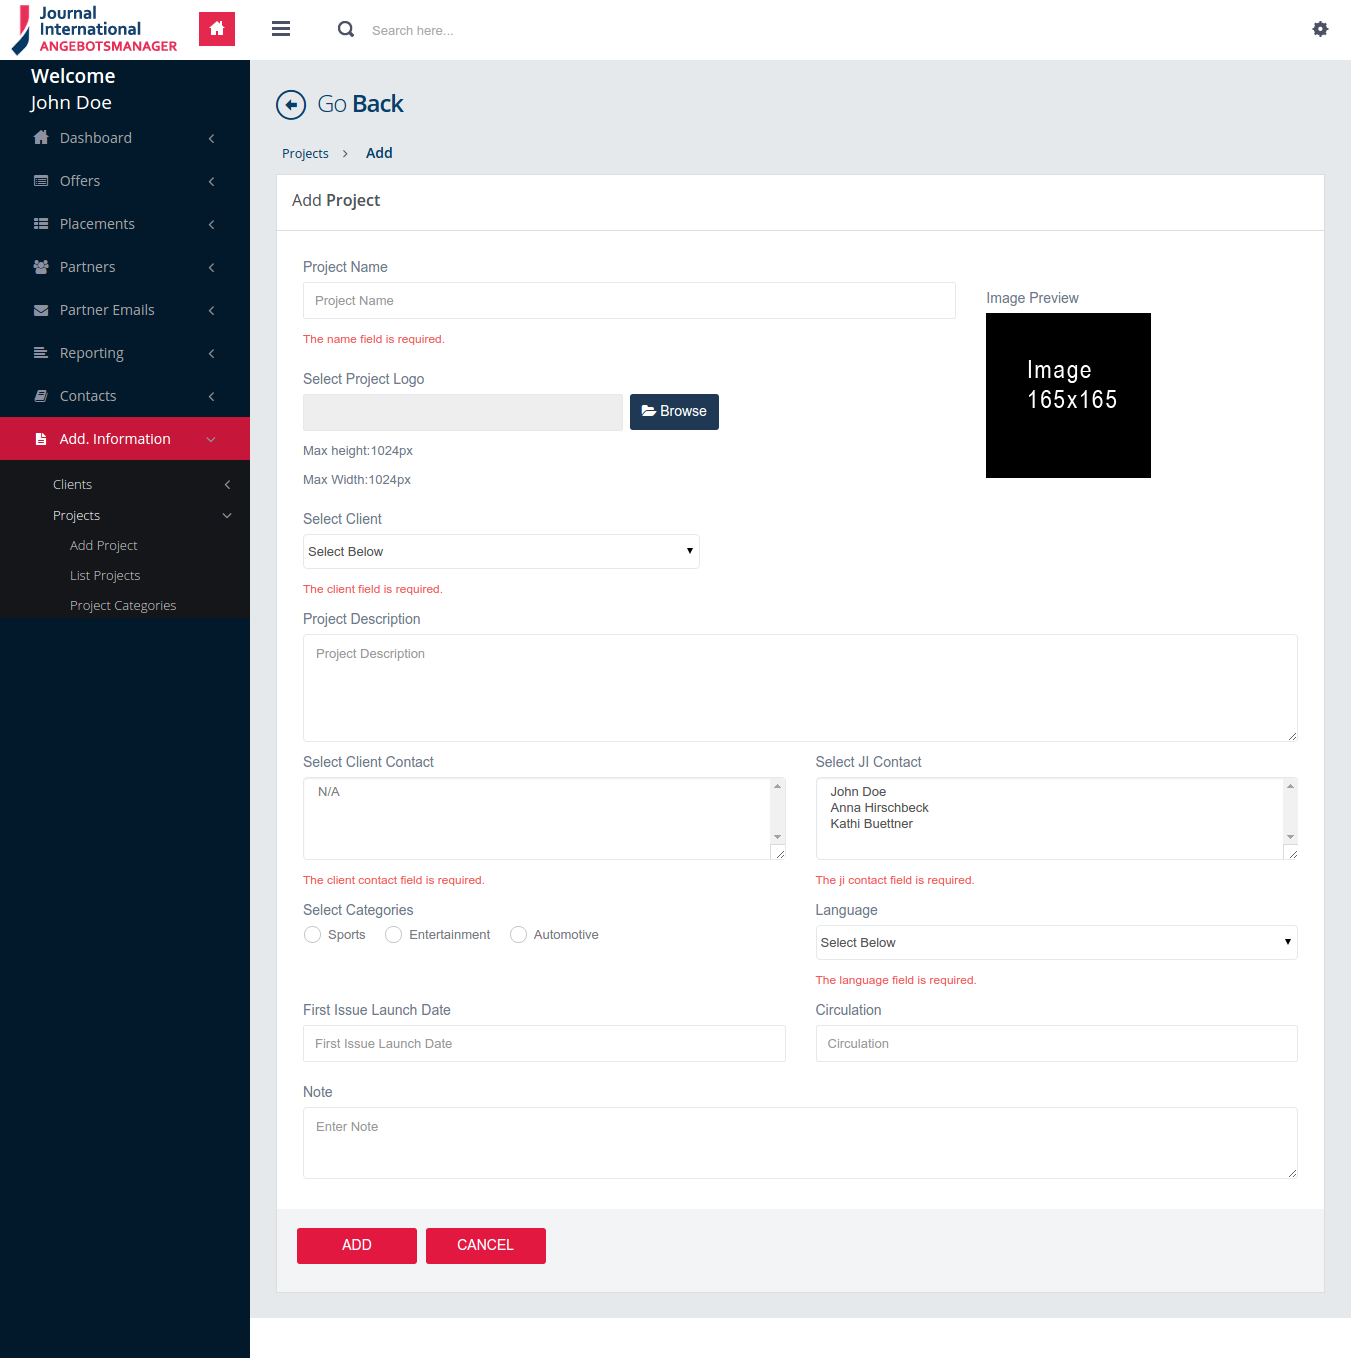 Journal
International
ANGEBOTSMANAGER
Search here...
Welcome
John Doe
Dashboard
Offers
Placements
Partners
Partner Emails
Reporting
Contacts
Add. Information
Clients
Projects
Add Project
List Projects
Project Categories
Go Back
Projects > Add
Add Project
Project Name
Project Name
The name field is required.
Image Preview
Image
165x165
Select Project Logo
Browse
Max height:1024px
Max Width:1024px
Select Client
Select Below
The client field is required.
Project Description
Project Description
Select Client Contact
N/A
The client contact field is required.
Select JI Contact
John Doe
Anna Hirschbeck
Kathi Buettner
The ji contact field is required.
Select Categories
Sports Entertainment Automotive
Language
Select Below
The language field is required.
First Issue Launch Date
First Issue Launch Date
Circulation
Circulation
Note
Enter Note
ADD CANCEL